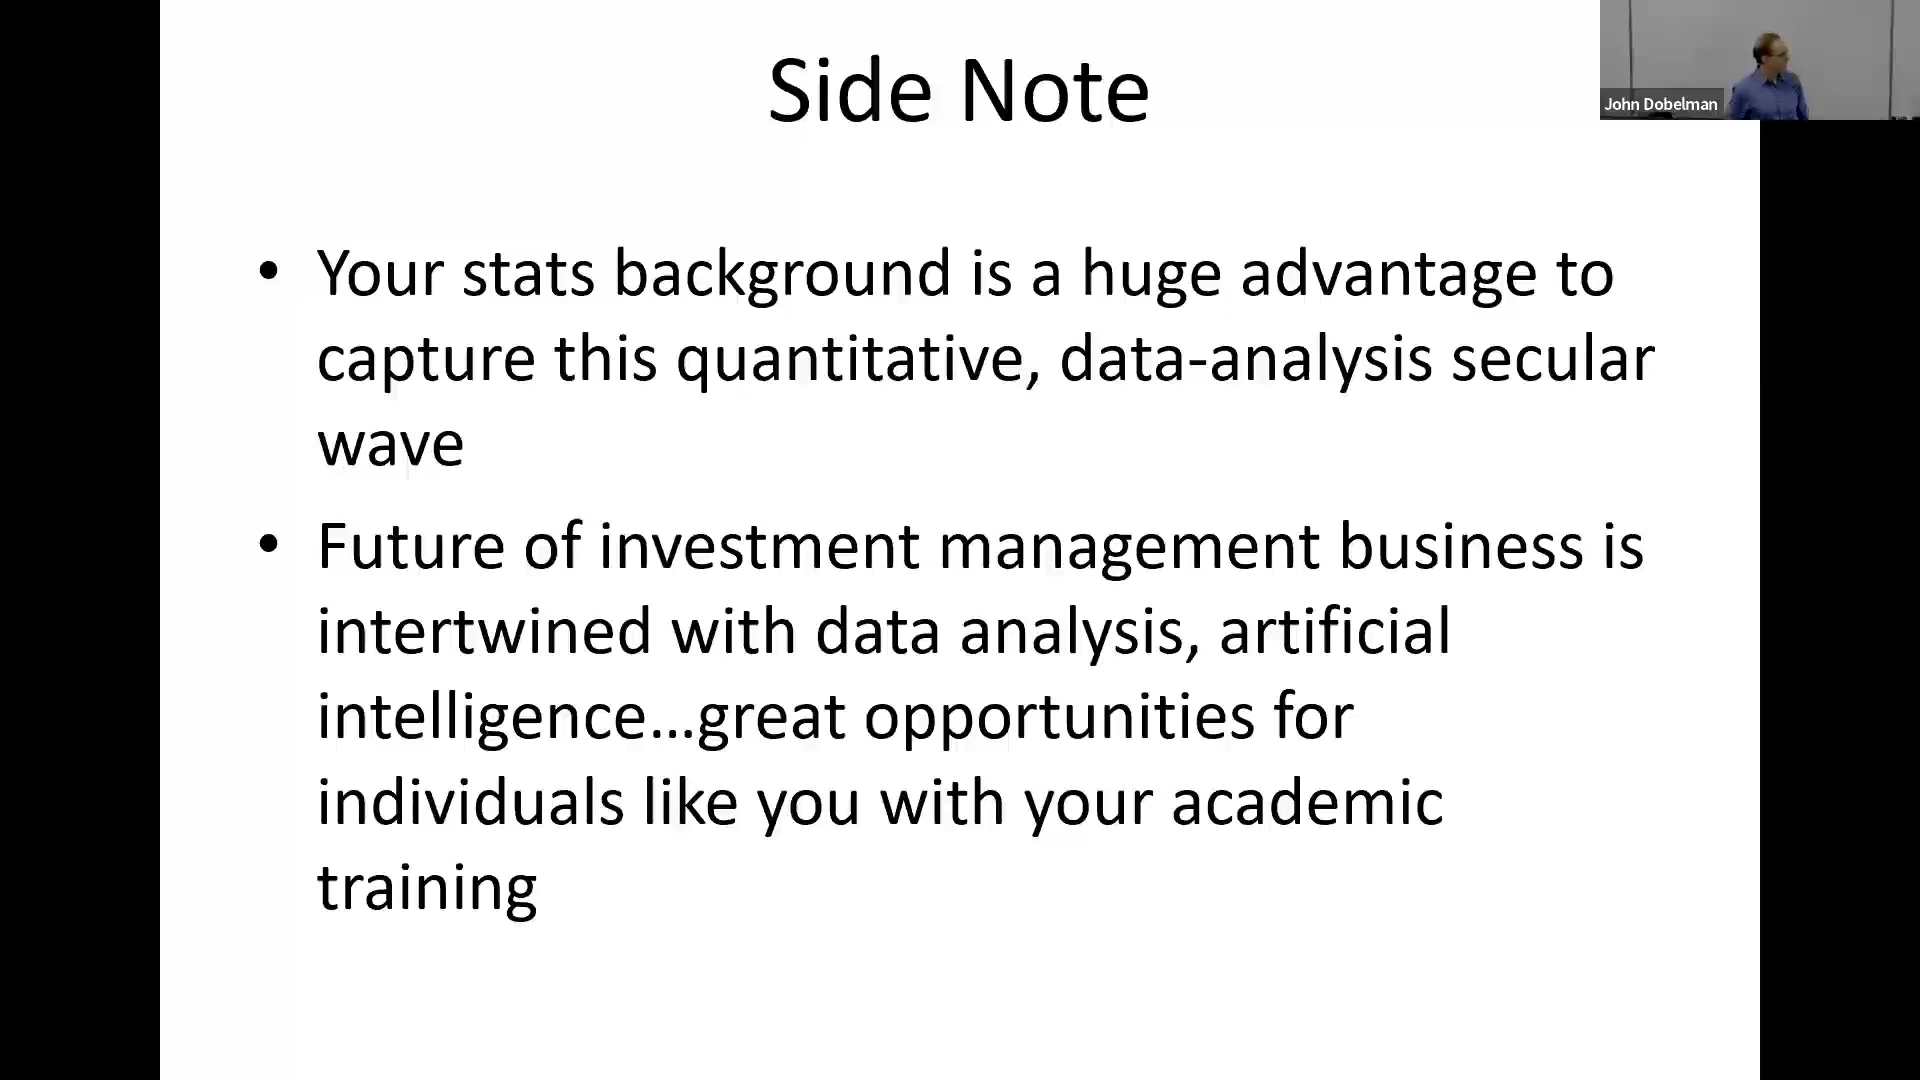 Side Note
John Dobelman
• Your stats background is a huge advantage to
capture this quantitative, data-analysis secular
wave
• Future of investment management business is
intertwined with data analysis, artificial
intelligence...great opportunities for
individuals like you with your academic
training